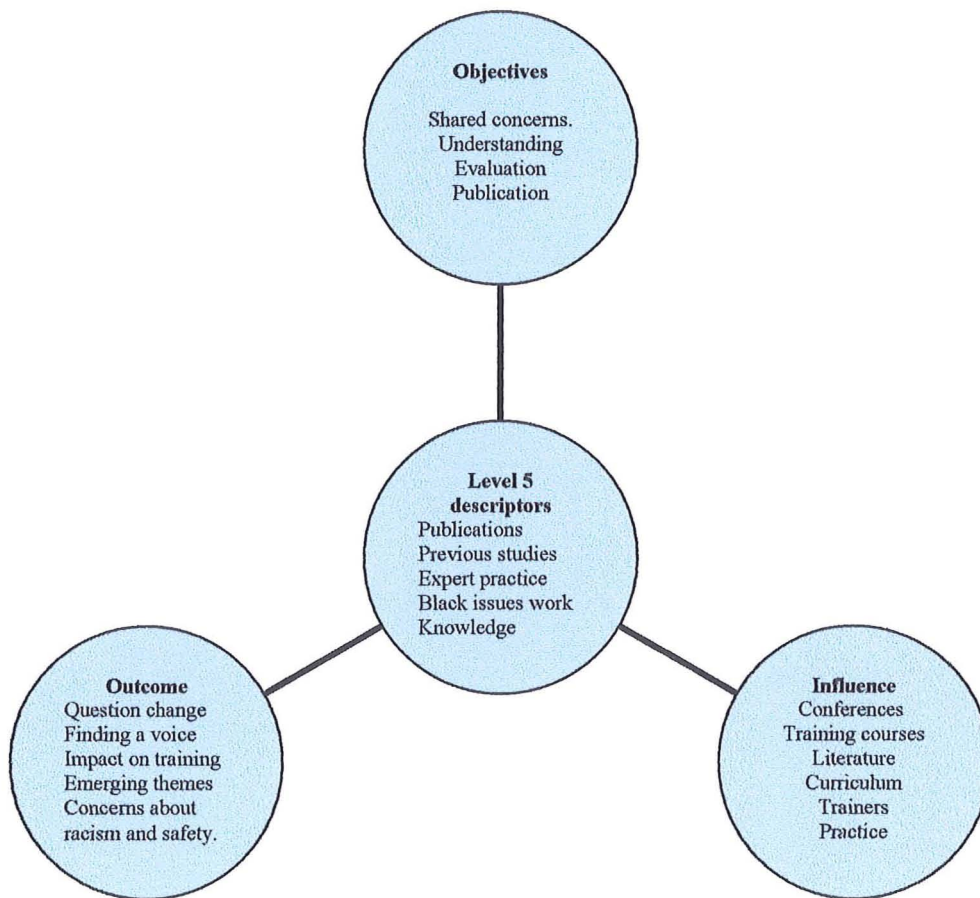 Objectives
Shared concerns.
Understanding
Evaluation
Publication
Level 5
descriptors
Publications
Previous studies
Expert practice
Black issues work
Knowledge
Outcome
Question change
Finding a voice
Impact on training
Emerging themes
Concerns about
racism and safety.
Influence
Conferences
Training courses
Literature
Curriculum
Trainers
Practice